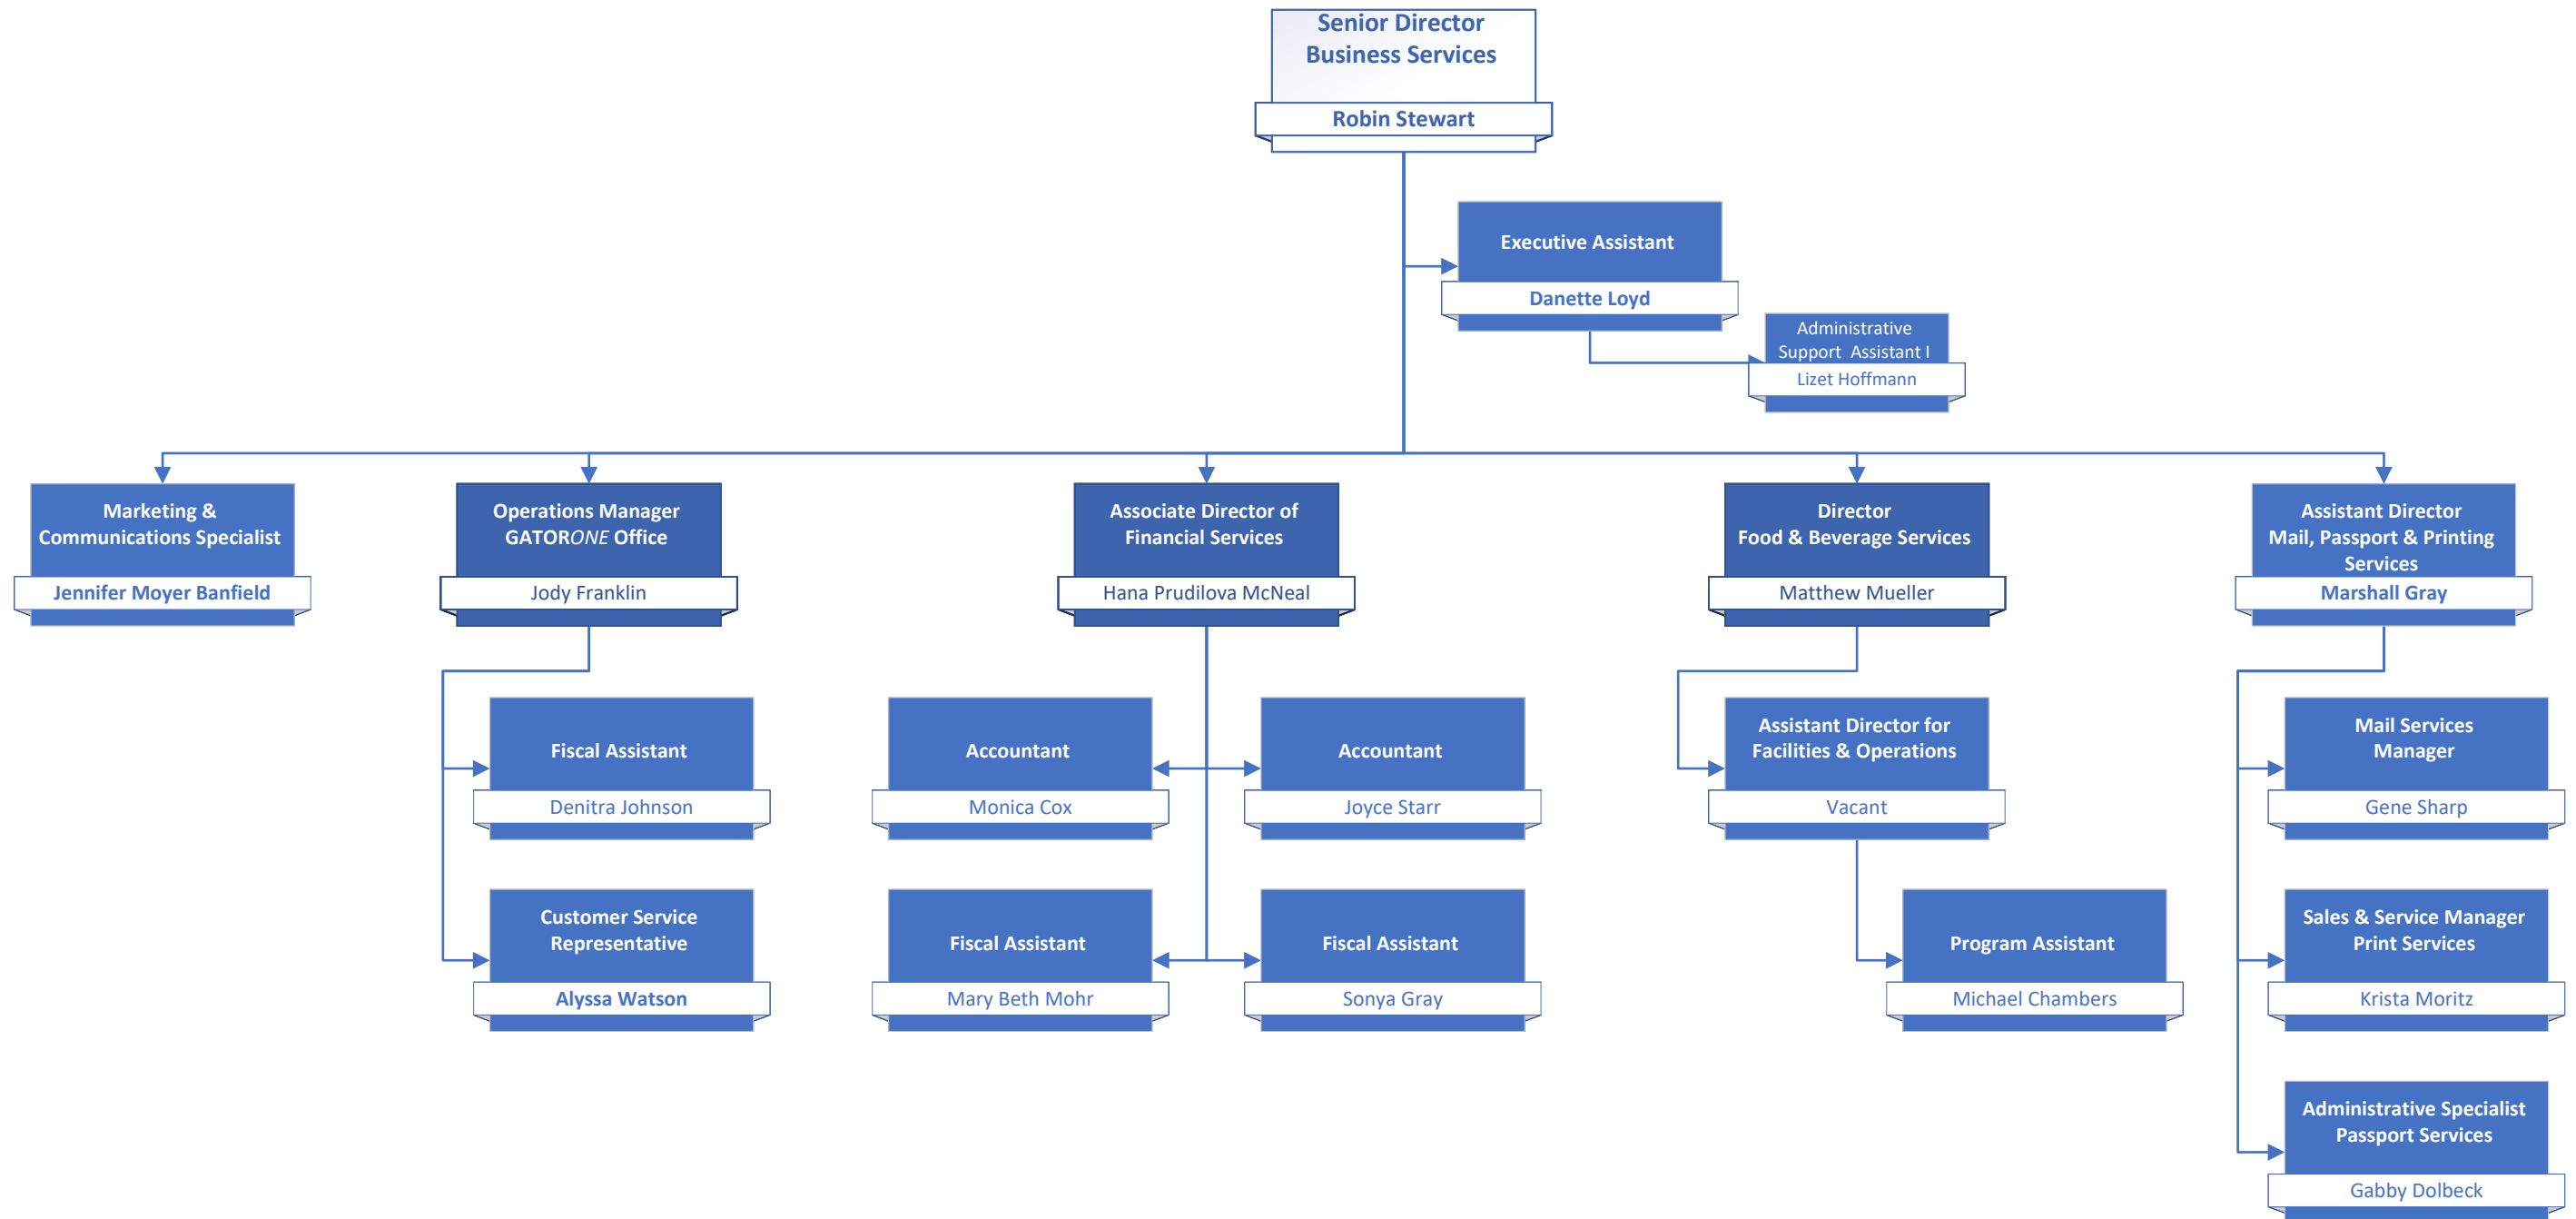 Senior Director
Business Services
Robin Stewart
Executive Assistant
Danette Loyd
Administrative
Support Assistant I
Lizet Hoffmann
Marketing &
Communications Specialist
Jennifer Moyer Banfield
Operations Manager
GATORONE Office
Jody Franklin
Associate Director of
Financial Services
Hana Prudilova McNeal
Director
Food & Beverage Services
Matthew Mueller
Assistant Director
Mail, Passport & Printing
Services
Marshall Gray
Fiscal Assistant
Denitra Johnson
Accountant
Monica Cox
Accountant
Joyce Starr
Assistant Director for
Facilities & Operations
Vacant
Mail Services
Manager
Gene Sharp
Customer Service
Representative
Alyssa Watson
Fiscal Assistant
Mary Beth Mohr
Fiscal Assistant
Sonya Gray
Program Assistant
Michael Chambers
Sales & Service Manager
Print Services
Krista Moritz
Administrative Specialist
Passport Services
Gabby Dolbeck